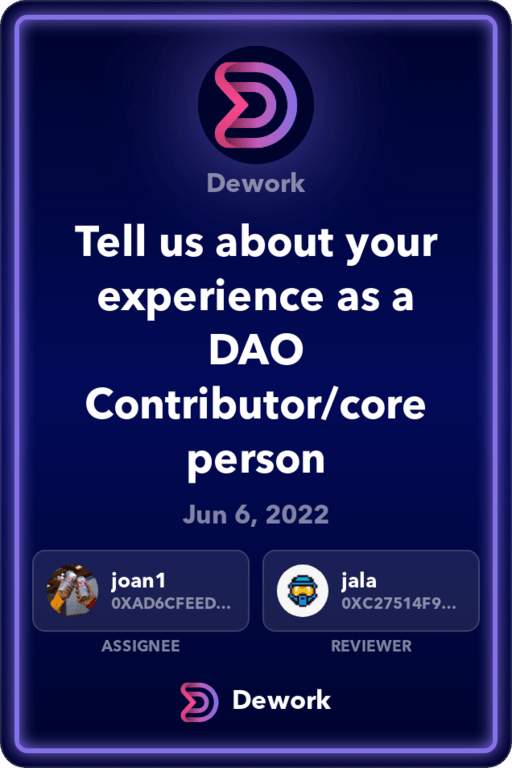 Dework
Tell us about your
experience as a
DAO
Contributor/core
person
Jun 6, 2022
joan1
0XAD6CFEED...
jala
0XC27514F9...
ASSIGNEE
REVIEWER
Dework